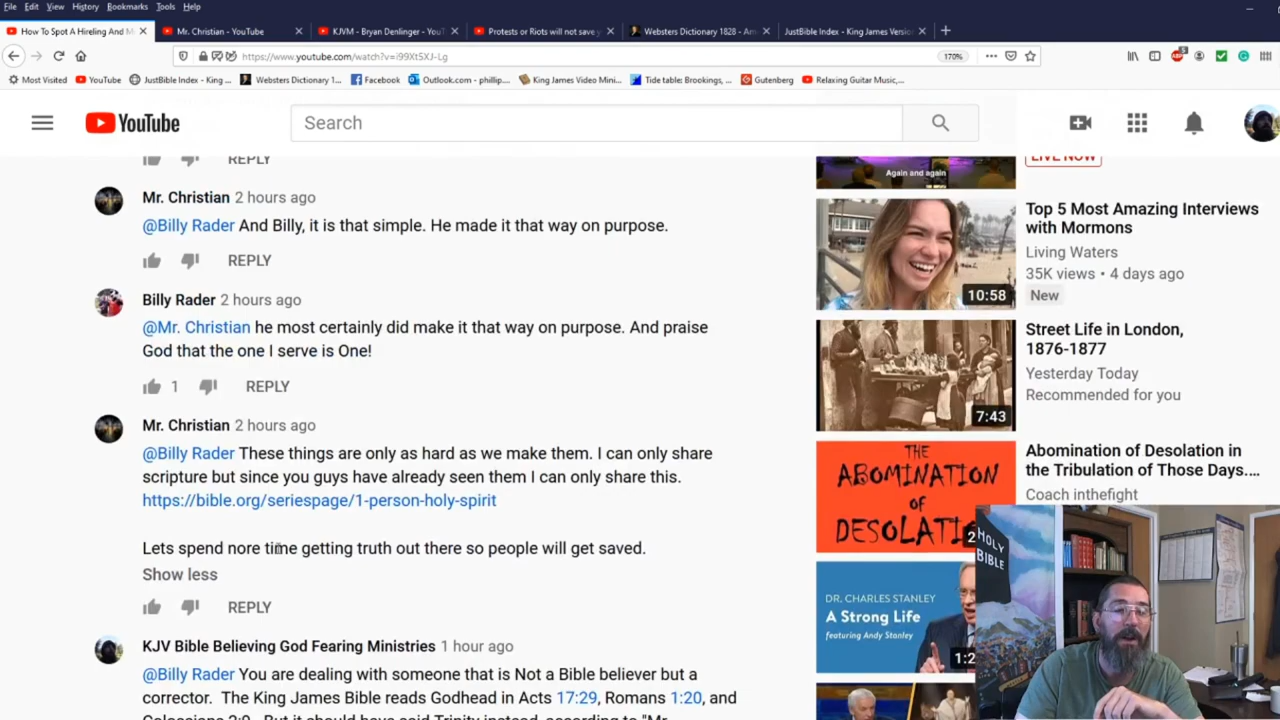 File Edit View History Bookmarks Tools Help
How To Spot A Hireling And M
Mr. Christian - YouTube
KJVM - Bryan Denlinger - YouT
Protests or Riots will not save y
Websters Dictionary 1828 - Am
JustBible Index - King James Versio
https://www.youtube.com/watch?v=i99XtSXJ-Lg
170%
Most Visited YouTube JustBible Index - King ... Websters Dictionary 1... Facebook Outlook.com - phillip... King James Video Mini... Tide table: Brookings, ... Gutenberg Relaxing Guitar Music,...
YouTube
Search
REPLY
Mr. Christian 2 hours ago
@Billy Rader And Billy, it is that simple. He made it that way on purpose.
REPLY
Billy Rader 2 hours ago
@Mr. Christian he most certainly did make it that way on purpose. And praise
God that the one I serve is One!
1 REPLY
Mr. Christian 2 hours ago
@Billy Rader These things are only as hard as we make them. I can only share
scripture but since you guys have already seen them I can only share this.
https://bible.org/seriespage/1-person-holy-spirit
Lets spend nore time getting truth out there so people will get saved.
Show less
REPLY
KJV Bible Believing God Fearing Ministries 1 hour ago
@Billy Rader You are dealing with someone that is Not a Bible believer but a
corrector. The King James Bible reads Godhead in Acts 17:29, Romans 1:20, and
Again and again
LIVE NOW
Top 5 Most Amazing Interviews
with Mormons
Living Waters
35K views • 4 days ago
New
10:58
Street Life in London,
1876-1877
Yesterday Today
Recommended for you
7:43
THE
ABOMINATION
OF
Abomination of Desolation in
the Tribulation of Those Days....
Coach inthefight
DR. CHARLES STANLEY
A Strong Life
featuring Andy Stanley
HOLY
BIBLE